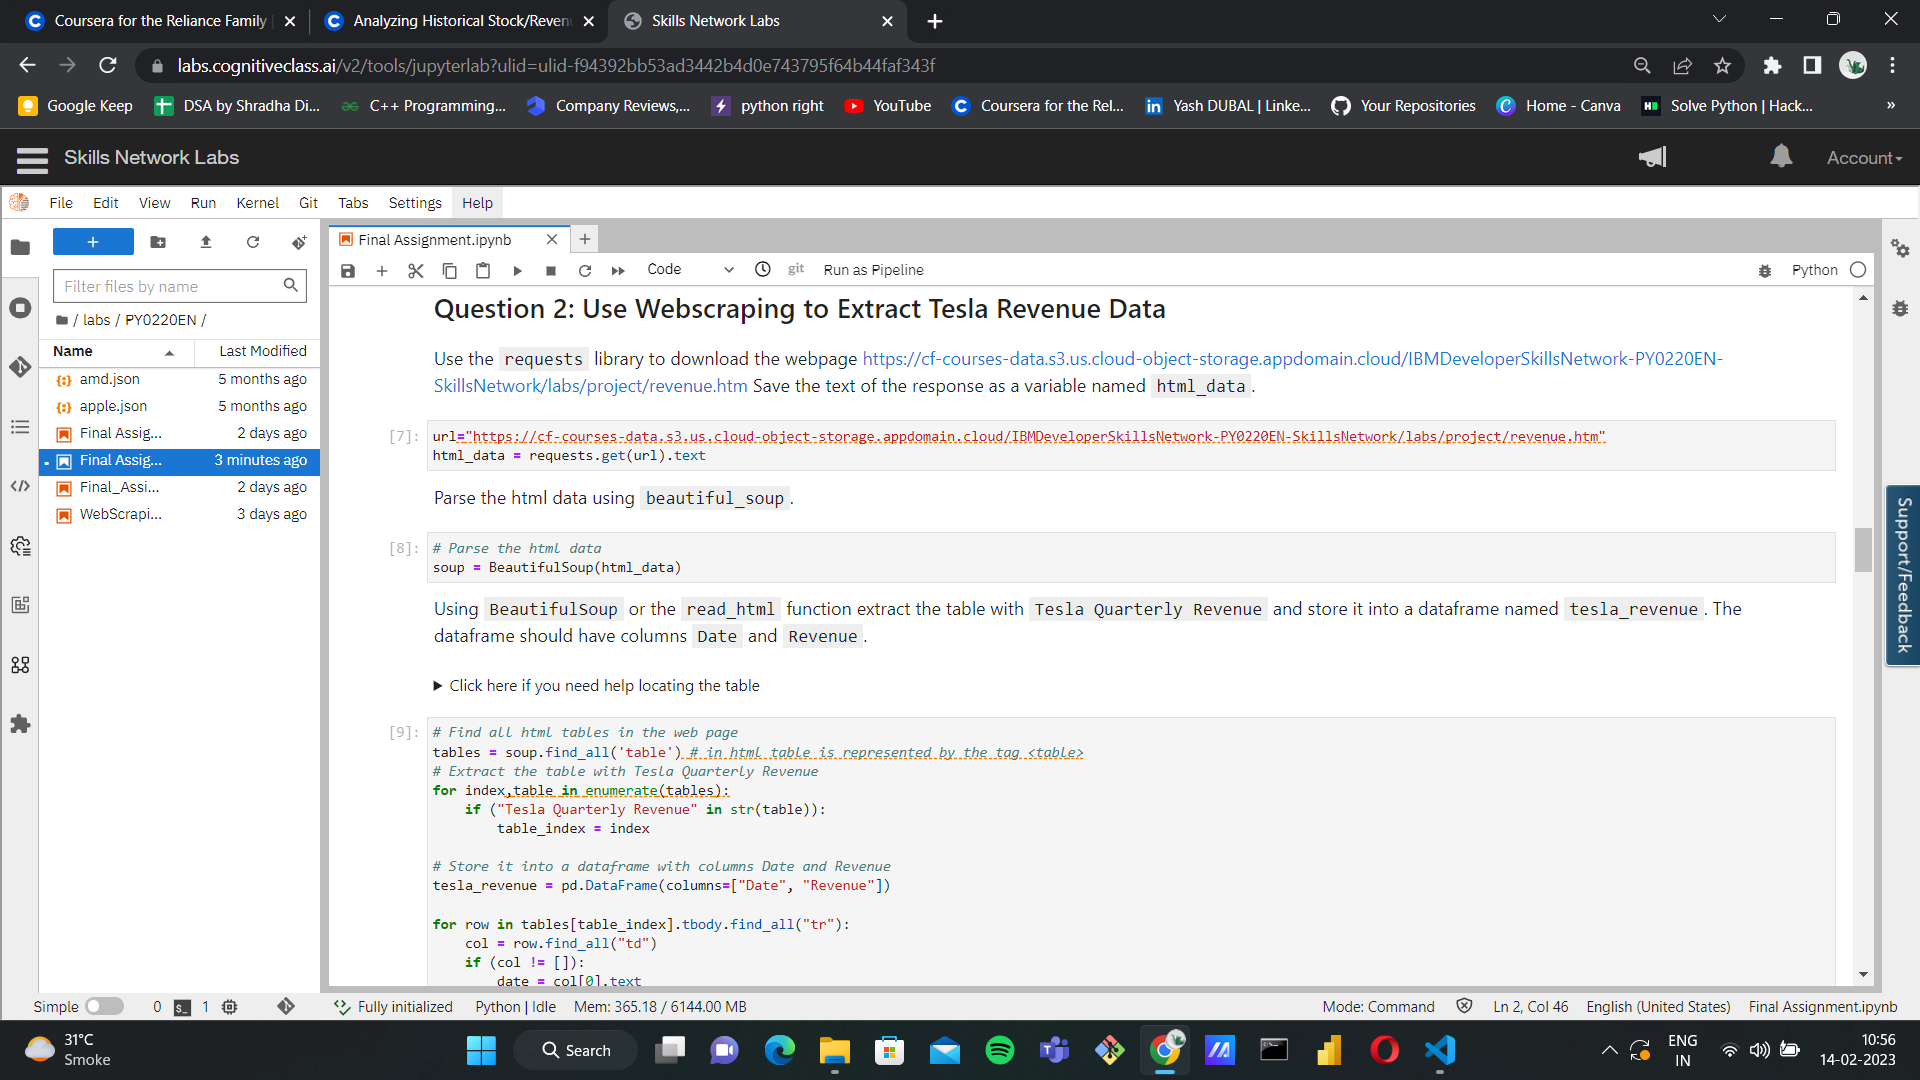 Coursera for the Reliance Family
Analyzing Historical Stock/Reven
Skills Network Labs
labs.cognitiveclass.ai/v2/tools/jupyterlab?ulid=ulid-f94392bb53ad3442b4d0e743795f64b44faf343f
Google Keep
DSA by Shradha Di...
C++ Programming...
Company Reviews,...
python right
YouTube
Coursera for the Rel...
Yash DUBAL | Linke...
Your Repositories
Home - Canva
Solve Python | Hack...
»
Skills Network Labs
Account
File Edit View Run Kernel Git Tabs Settings Help
Final Assignment.ipynb
Filter files by name
Code
git
Run as Pipeline
Python
/ labs / PY0220EN /
Name Last Modified
amd.json 5 months ago
apple.json 5 months ago
Final Assig... 2 days ago
Final Assig... 3 minutes ago
Final_Assi... 2 days ago
WebScrapi... 3 days ago
Question 2: Use Webscraping to Extract Tesla Revenue Data
Use the requests library to download the webpage https://cf-courses-data.s3.us.cloud-object-storage.appdomain.cloud/IBMDeveloperSkillsNetwork-PY0220EN-
SkillsNetwork/labs/project/revenue.htm Save the text of the response as a variable named html_data.
[7]: url="https://cf-courses-data.s3.us.cloud-object-storage.appdomain.cloud/IBMDeveloperSkillsNetwork-PY0220EN-SkillsNetwork/labs/project/revenue.htm"
html_data = requests.get(url).text
Parse the html data using beautiful_soup.
[8]: # Parse the html data
soup = BeautifulSoup(html_data)
Using BeautifulSoup or the read_html function extract the table with Tesla Quarterly Revenue and store it into a dataframe named tesla_revenue. The
dataframe should have columns Date and Revenue.
Click here if you need help locating the table
[9]: # Find all html tables in the web page
tables = soup.find_all('table') # in html table is represented by the tag <table>
# Extract the table with Tesla Quarterly Revenue
for index,table in enumerate(tables):
if ("Tesla Quarterly Revenue" in str(table)):
table_index = index
# Store it into a dataframe with columns Date and Revenue
tesla_revenue = pd.DataFrame(columns=["Date", "Revenue"])
for row in tables[table_index].tbody.find_all("tr"):
col = row.find_all("td")
if (col != []):
date = col[0].text
Support/Feedback
Simple 0 1 Fully initialized Python | Idle Mem: 365.18 / 6144.00 MB Mode: Command Ln 2, Col 46 English (United States) Final Assignment.ipynb
31°C
Smoke
Search
ENG
IN
10:56
14-02-2023